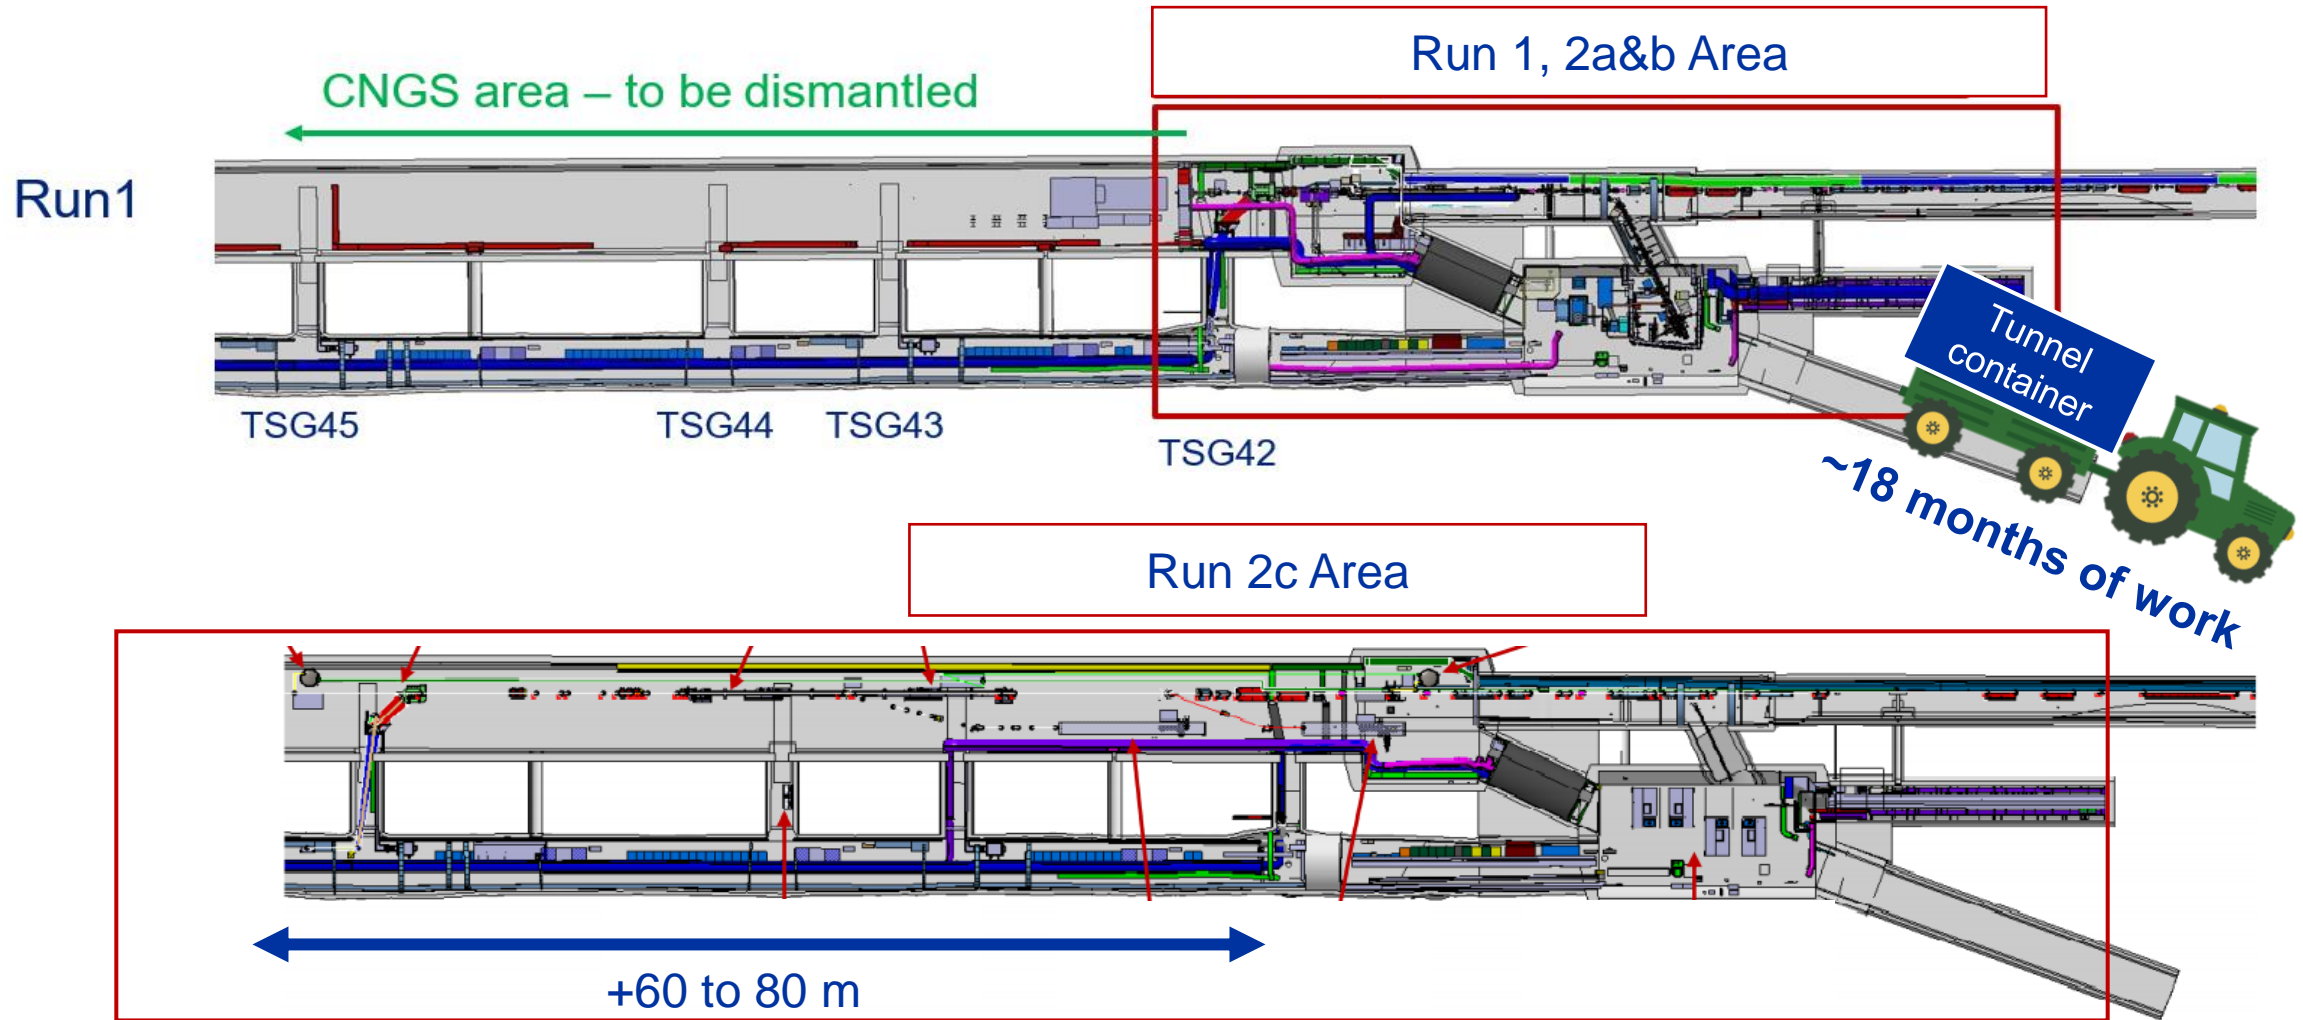 Run 1, 2a&b Area
CNGS area – to be dismantled
Run1
Tunnel
container
TSG45
TSG44
TSG43
TSG42
~18 months of work
Run 2c Area
+60 to 80 m